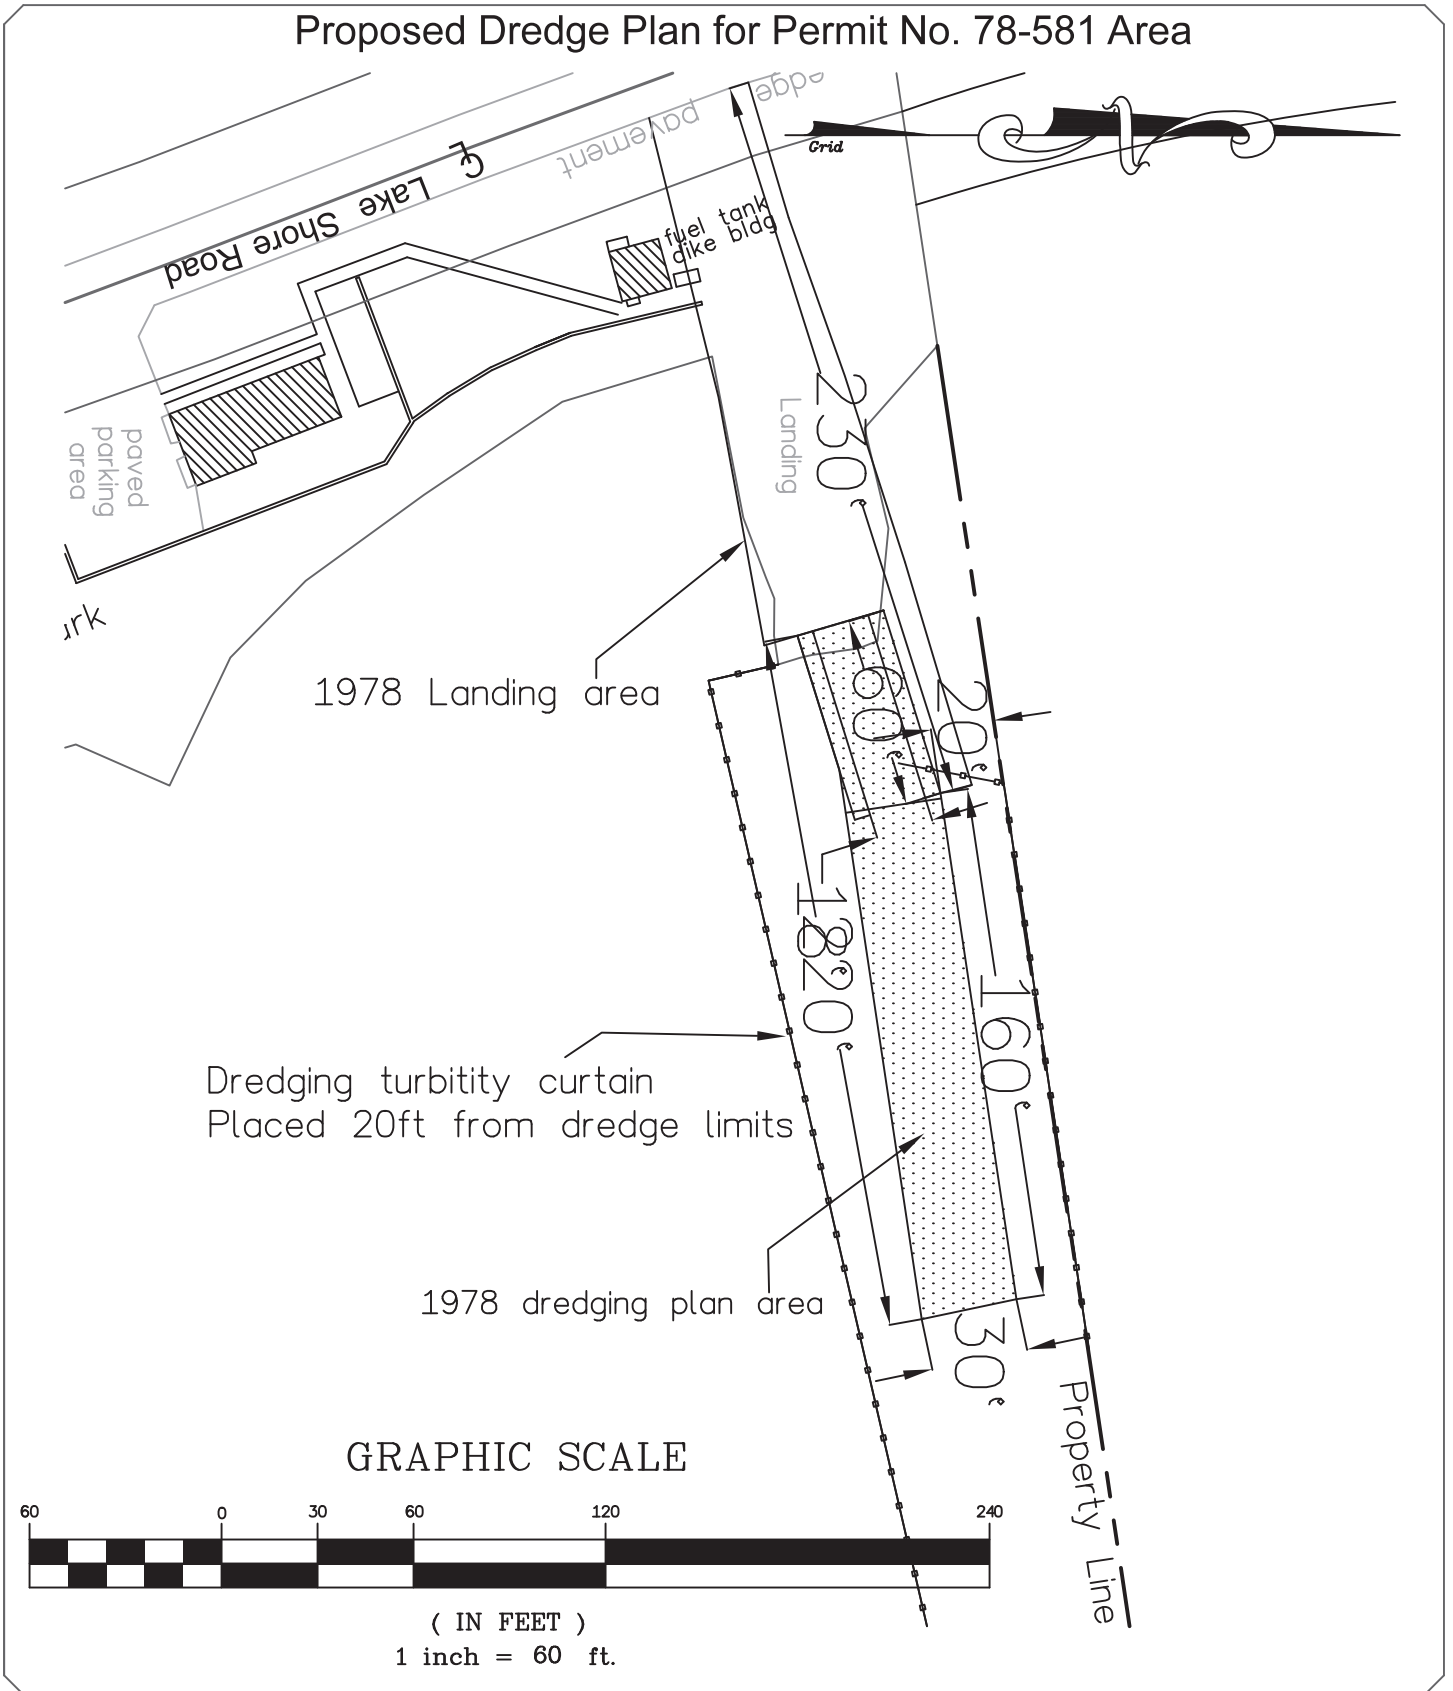 Proposed Dredge Plan for Permit No. 78-581 Area
edge
pavement
Grid
℄ Lake Shore Road
fuel tank
dike bldg
230'
Landing
paved
parking
area
1978 Landing area
60'
20'
160'
Dredging turbitity curtain
Placed 20ft from dredge limits
1978 dredging plan area
30'
Property Line
GRAPHIC SCALE
60 0 30 60 120 240
( IN FEET )
1 inch = 60 ft.